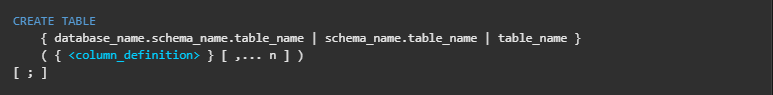 CREATE TABLE
{ database_name.schema_name.table_name | schema_name.table_name | table_name }
( { <column_definition> } [ ,... n ] )
[ ; ]